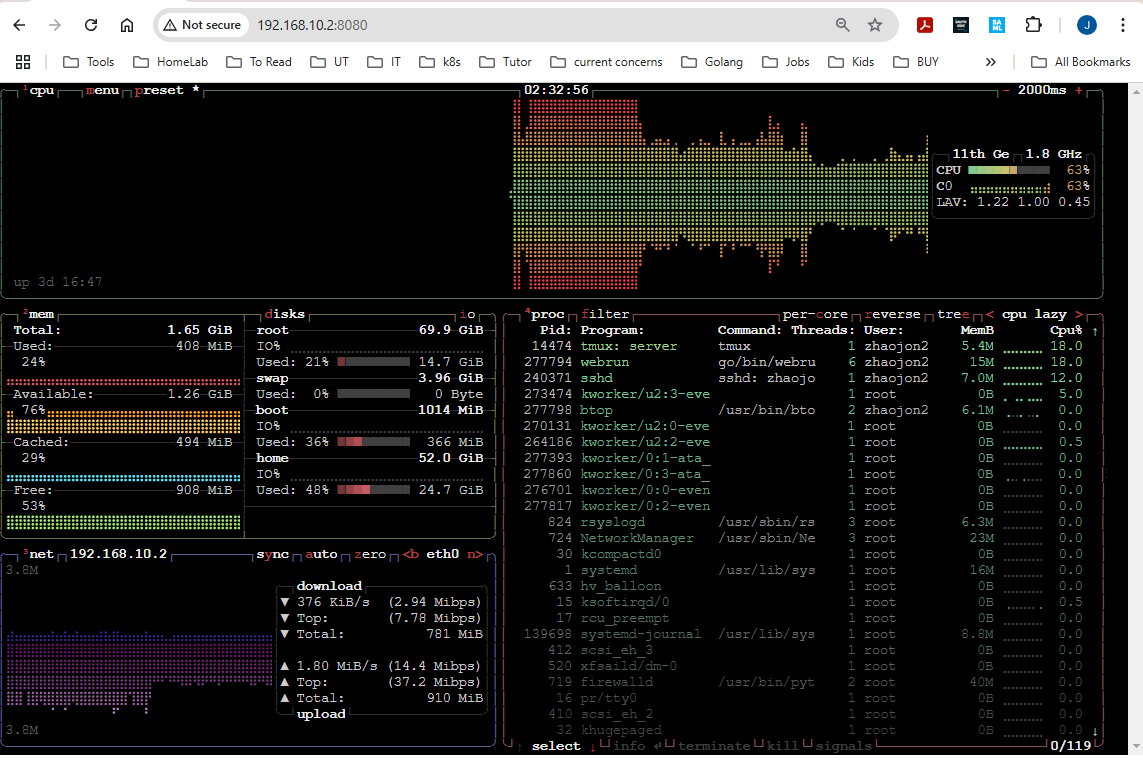 Not secure 192.168.10.2:8080
Tools HomeLab To Read UT IT k8s Tutor current concerns Golang Jobs Kids BUY » All Bookmarks
¹cpu menu preset * 02:32:56 - 2000ms +
11th Ge 1.8 GHz
CPU 63%
C0 63%
LAV: 1.22 1.00 0.45
up 3d 16:47
²mem
Total: 1.65 GiB
Used: 408 MiB
24%
Available: 1.26 GiB
76%
Cached: 494 MiB
29%
Free: 908 MiB
53%
disks io
root 69.9 GiB
IO%
Used: 21% 14.7 GiB
swap 3.96 GiB
Used: 0% 0 Byte
boot 1014 MiB
IO%
Used: 36% 366 MiB
home 52.0 GiB
IO%
Used: 48% 24.7 GiB
³net 192.168.10.2 sync auto zero <b eth0 n>
3.8M
download
▼ 376 KiB/s (2.94 Mibps)
▼ Top: (7.78 Mibps)
▼ Total: 781 MiB
▲ 1.80 MiB/s (14.4 Mibps)
▲ Top: (37.2 Mibps)
▲ Total: 910 MiB
upload
3.8M
⁴proc filter per-core reverse tree < cpu lazy >
Pid: Program: Command: Threads: User: MemB Cpu% ↑
14474 tmux: server tmux 1 zhaojon2 5.4M 18.0
277794 webrun go/bin/webru 6 zhaojon2 15M 18.0
240371 sshd sshd: zhaojo 1 zhaojon2 7.0M 12.0
273474 kworker/u2:3-eve 1 root 0B 5.0
277798 btop /usr/bin/bto 2 zhaojon2 6.1M 0.0
270131 kworker/u2:0-eve 1 root 0B 0.0
264186 kworker/u2:2-eve 1 root 0B 0.5
277393 kworker/0:1-ata_ 1 root 0B 0.0
277860 kworker/0:3-ata_ 1 root 0B 0.0
276701 kworker/0:0-even 1 root 0B 0.0
277817 kworker/0:2-even 1 root 0B 0.0
824 rsyslogd /usr/sbin/rs 3 root 6.3M 0.0
724 NetworkManager /usr/sbin/Ne 3 root 23M 0.0
30 kcompactd0 1 root 0B 0.0
1 systemd /usr/lib/sys 1 root 16M 0.0
633 hv_balloon 1 root 0B 0.0
15 ksoftirqd/0 1 root 0B 0.5
17 rcu_preempt 1 root 0B 0.0
139698 systemd-journal /usr/lib/sys 1 root 8.8M 0.0
412 scsi_eh_3 1 root 0B 0.0
520 xfsaild/dm-0 1 root 0B 0.0
719 firewalld /usr/bin/pyt 2 root 40M 0.0
16 pr/tty0 1 root 0B 0.0
410 scsi_eh_2 1 root 0B 0.0
32 khugepaged 1 root 0B 0.0 ↓
↑ select ↓ info ↲ terminate kill signals 0/119